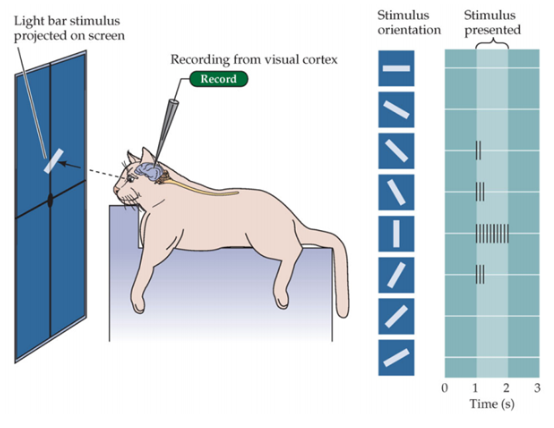 Light bar stimulus
projected on screen
Recording from visual cortex
Record
Stimulus
orientation
Stimulus
presented
0 1 2 3
Time (s)